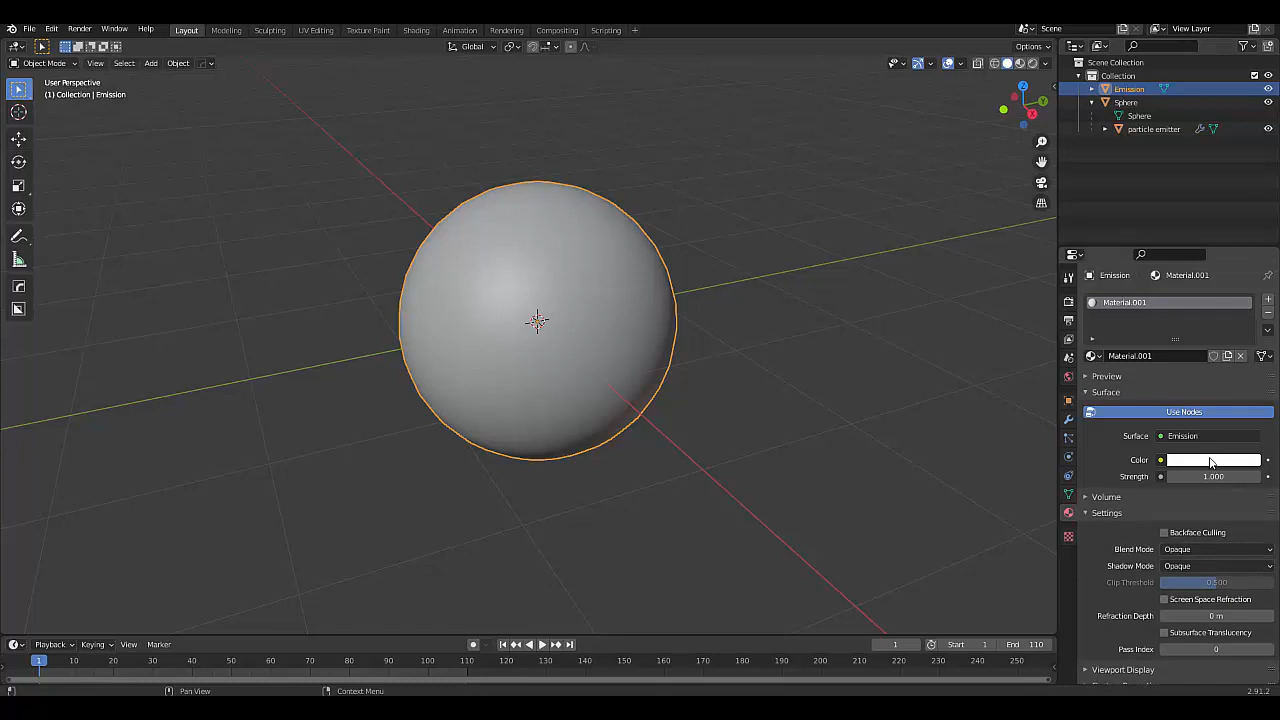 File Edit Render Window Help Layout Modeling Sculpting UV Editing Texture Paint Shading Animation Rendering Compositing Scripting Scene View Layer
Global Options
Object Mode View Select Add Object
User Perspective
(1) Collection | Emission
Z
Y
X
Scene Collection
Collection
Emission
Sphere
Sphere
particle emitter
Emission Material.001
Material.001
Material.001
Preview
Surface
Use Nodes
Surface Emission
Color
Strength 1.000
Volume
Settings
Backface Culling
Blend Mode Opaque
Shadow Mode Opaque
Clip Threshold 0.500
Screen Space Refraction
Refraction Depth 0 m
Subsurface Translucency
Pass Index 0
Viewport Display
Playback Keying View Marker 1 Start 1 End 110
1 10 20 30 40 50 60 70 80 90 100 110 120 130 140 150 160 170 180 190 200 210 220 230 240 250
Pan View Context Menu 2.91.2